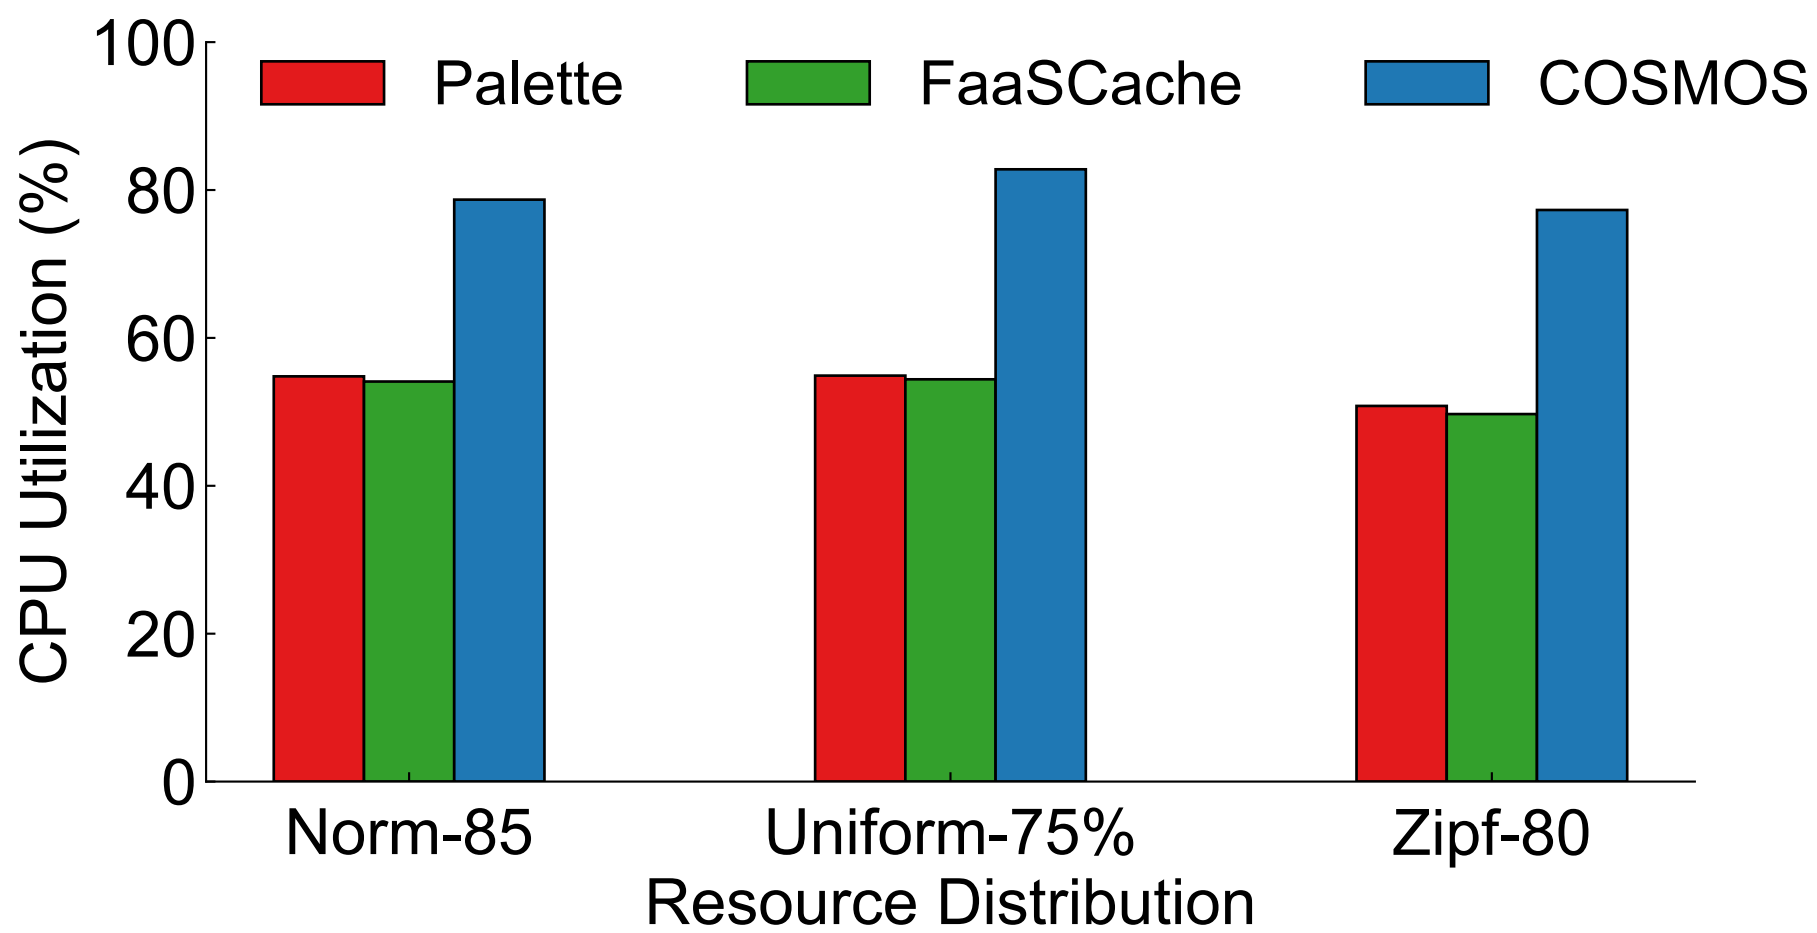 100
Palette
FaaSCache
COSMOS
80
60
40
20
0
CPU Utilization (%)
Norm-85
Uniform-75%
Zipf-80
Resource Distribution